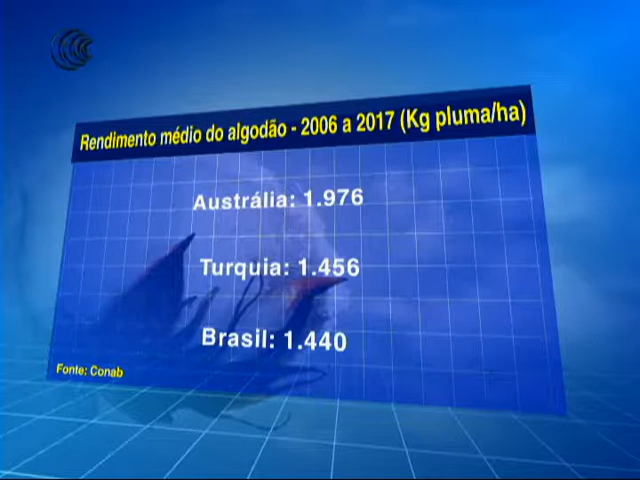 Rendimento médio do algodão - 2006 a 2017 (Kg pluma/ha)
Austrália: 1.976
Turquia: 1.456
Brasil: 1.440
Fonte: Conab